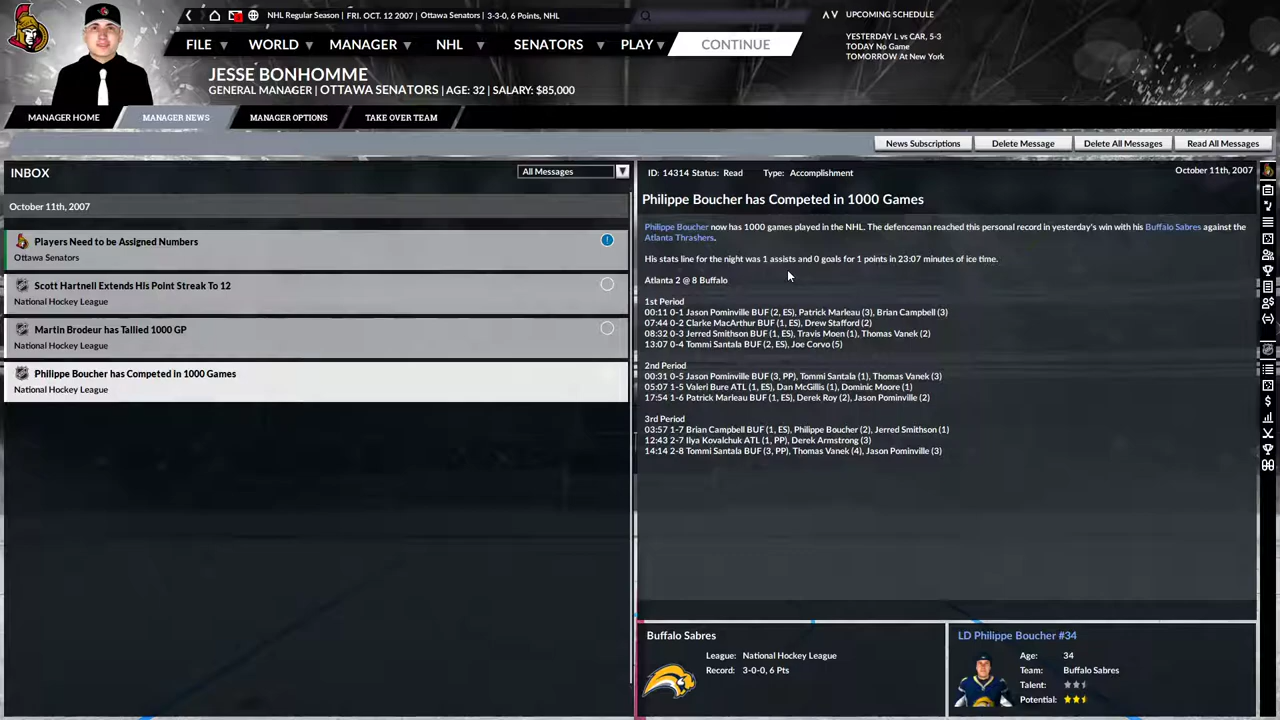 NHL Regular Season | FRI. OCT. 12 2007 | Ottawa Senators | 3-3-0, 6 Points, NHL
UPCOMING SCHEDULE
YESTERDAY L vs CAR, 5-3
TODAY No Game
TOMORROW At New York
FILE WORLD MANAGER NHL SENATORS PLAY CONTINUE
JESSE BONHOMME
GENERAL MANAGER | OTTAWA SENATORS | AGE: 32 | SALARY: $85,000
MANAGER HOME MANAGER NEWS MANAGER OPTIONS TAKE OVER TEAM
News Subscriptions Delete Message Delete All Messages Read All Messages
INBOX
All Messages
October 11th, 2007
Players Need to be Assigned Numbers
Ottawa Senators
Scott Hartnell Extends His Point Streak To 12
National Hockey League
Martin Brodeur has Tallied 1000 GP
National Hockey League
Philippe Boucher has Competed in 1000 Games
National Hockey League
ID: 14314 Status: Read Type: Accomplishment
October 11th, 2007
Philippe Boucher has Competed in 1000 Games
Philippe Boucher now has 1000 games played in the NHL. The defenceman reached this personal record in yesterday's win with his Buffalo Sabres against the
Atlanta Thrashers.
His stats line for the night was 1 assists and 0 goals for 1 points in 23:07 minutes of ice time.
Atlanta 2 @ 8 Buffalo
1st Period
00:11 0-1 Jason Pominville BUF (2, ES), Patrick Marleau (3), Brian Campbell (3)
07:44 0-2 Clarke MacArthur BUF (1, ES), Drew Stafford (2)
08:32 0-3 Jerred Smithson BUF (1, ES), Travis Moen (1), Thomas Vanek (2)
13:07 0-4 Tommi Santala BUF (2, ES), Joe Corvo (5)
2nd Period
00:31 0-5 Jason Pominville BUF (3, PP), Tommi Santala (1), Thomas Vanek (3)
05:07 1-5 Valeri Bure ATL (1, ES), Dan McGillis (1), Dominic Moore (1)
17:54 1-6 Patrick Marleau BUF (1, ES), Derek Roy (2), Jason Pominville (2)
3rd Period
03:57 1-7 Brian Campbell BUF (1, ES), Philippe Boucher (2), Jerred Smithson (1)
12:43 2-7 Ilya Kovalchuk ATL (1, PP), Derek Armstrong (3)
14:14 2-8 Tommi Santala BUF (3, PP), Thomas Vanek (4), Jason Pominville (3)
Buffalo Sabres
League: National Hockey League
Record: 3-0-0, 6 Pts
LD Philippe Boucher #34
Age: 34
Team: Buffalo Sabres
Talent:
Potential: